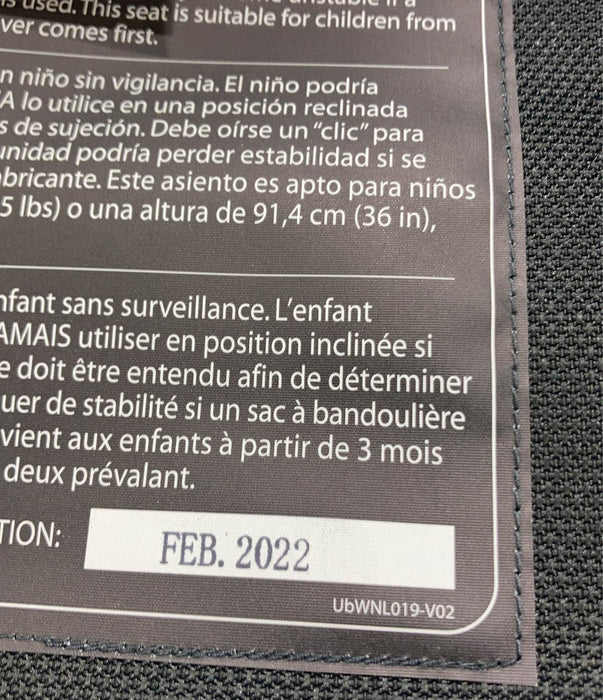 used. This seat is suitable for children from
ver comes first.
n niño sin vigilancia. El niño podría
A lo utilice en una posición reclinada
s de sujeción. Debe oírse un “clic” para
unidad podría perder estabilidad si se
abricante. Este asiento es apto para niños
5 lbs) o una altura de 91,4 cm (36 in),
nfant sans surveillance. L’enfant
AMAIS utiliser en position inclinée si
e doit être entendu afin de déterminer
uer de stabilité si un sac à bandoulière
vient aux enfants à partir de 3 mois
deux prévalant.
TION: FEB. 2022
UbWNL019-V02